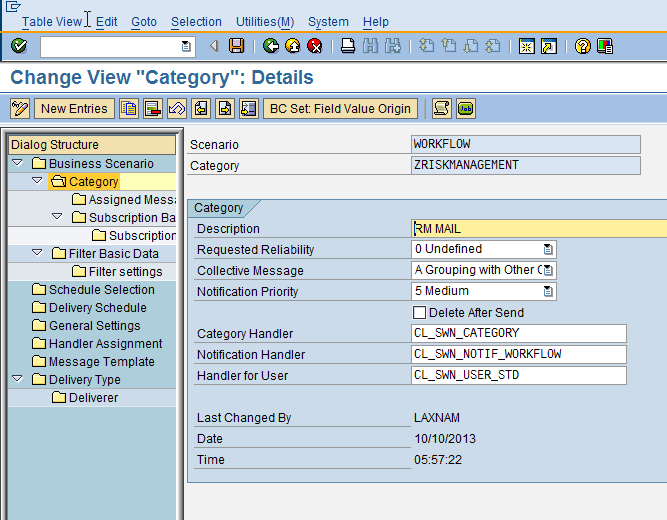 Table View Edit Goto Selection Utilities(M) System Help
Change View "Category": Details
New Entries BC Set: Field Value Origin Job
Dialog Structure
Business Scenario
Category
Assigned Messa
Subscription Ba
Subscription
Filter Basic Data
Filter settings
Schedule Selection
Delivery Schedule
General Settings
Handler Assignment
Message Template
Delivery Type
Deliverer
Scenario WORKFLOW
Category ZRISKMANAGEMENT
Category
Description RM MAIL
Requested Reliability 0 Undefined
Collective Message A Grouping with Other C
Notification Priority 5 Medium
Delete After Send
Category Handler CL_SWN_CATEGORY
Notification Handler CL_SWN_NOTIF_WORKFLOW
Handler for User CL_SWN_USER_STD
Last Changed By LAXNAM
Date 10/10/2013
Time 05:57:22